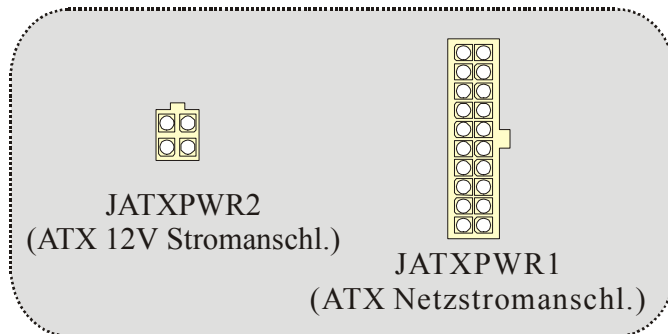 JATXPWR2
(ATX 12V Stromanschl.)
JATXPWR1
(ATX Netzstromanschl.)